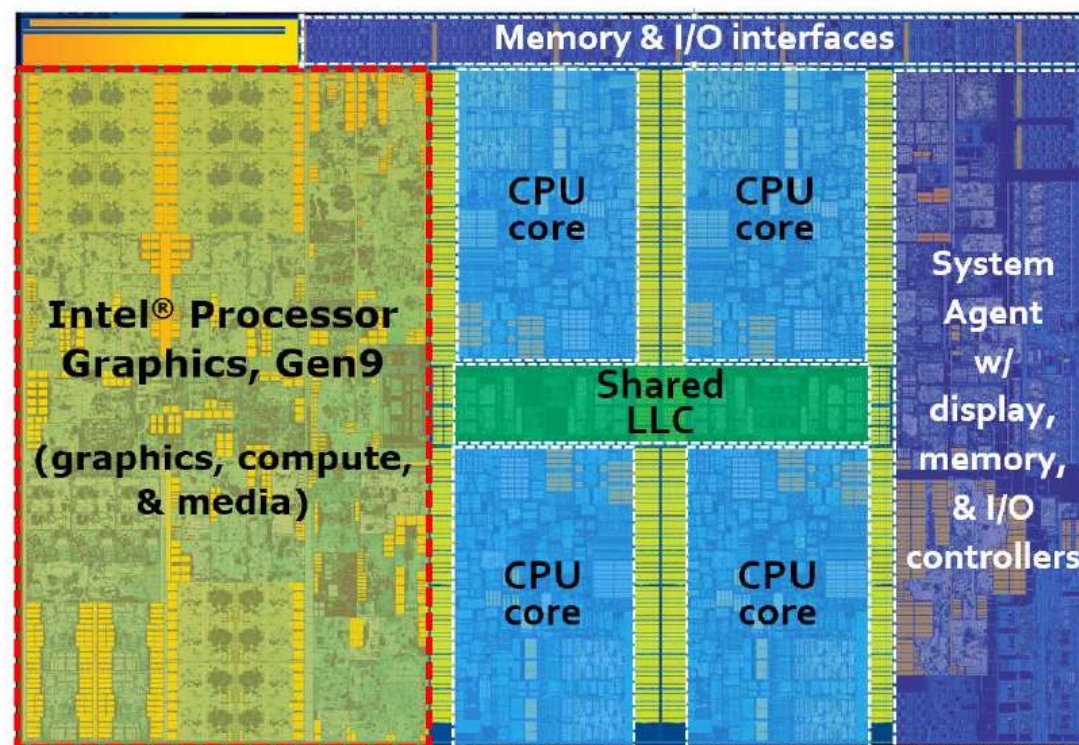 Memory & I/O interfaces
Intel® Processor
Graphics, Gen9
(graphics, compute,
& media)
CPU
core
CPU
core
Shared
LLC
CPU
core
CPU
core
System
Agent
w/
display,
memory,
& I/O
controllers